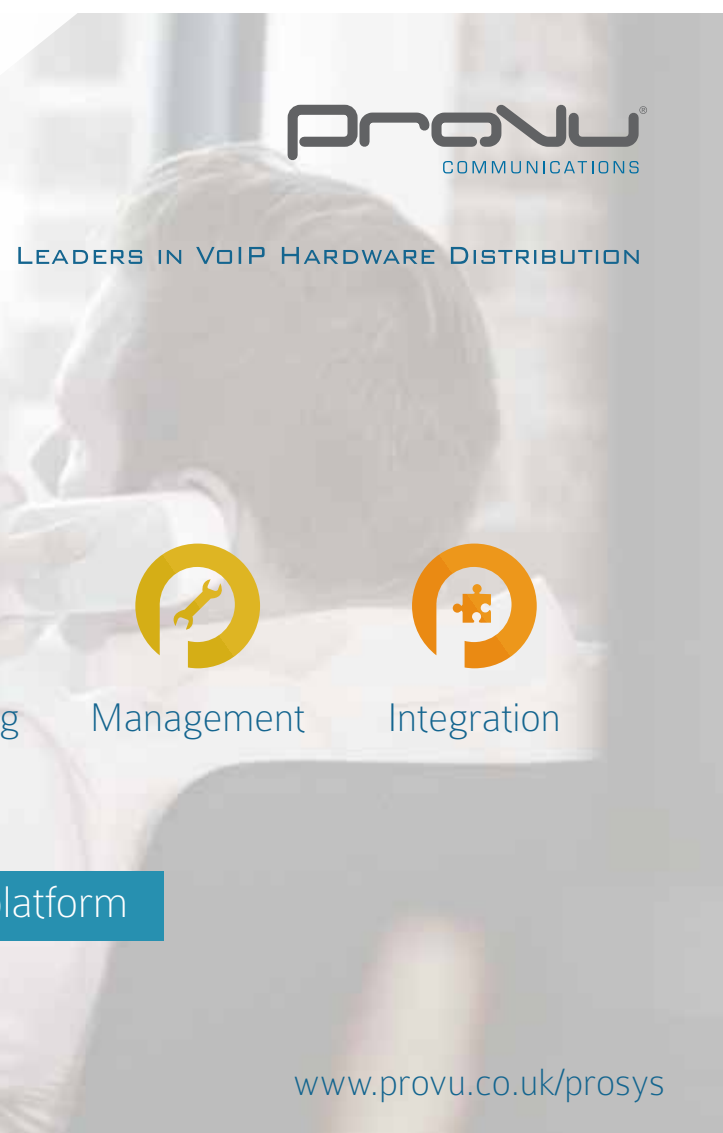 proVu®
COMMUNICATIONS
LEADERS IN VOIP HARDWARE DISTRIBUTION
g Management Integration
latform
www.provu.co.uk/prosys